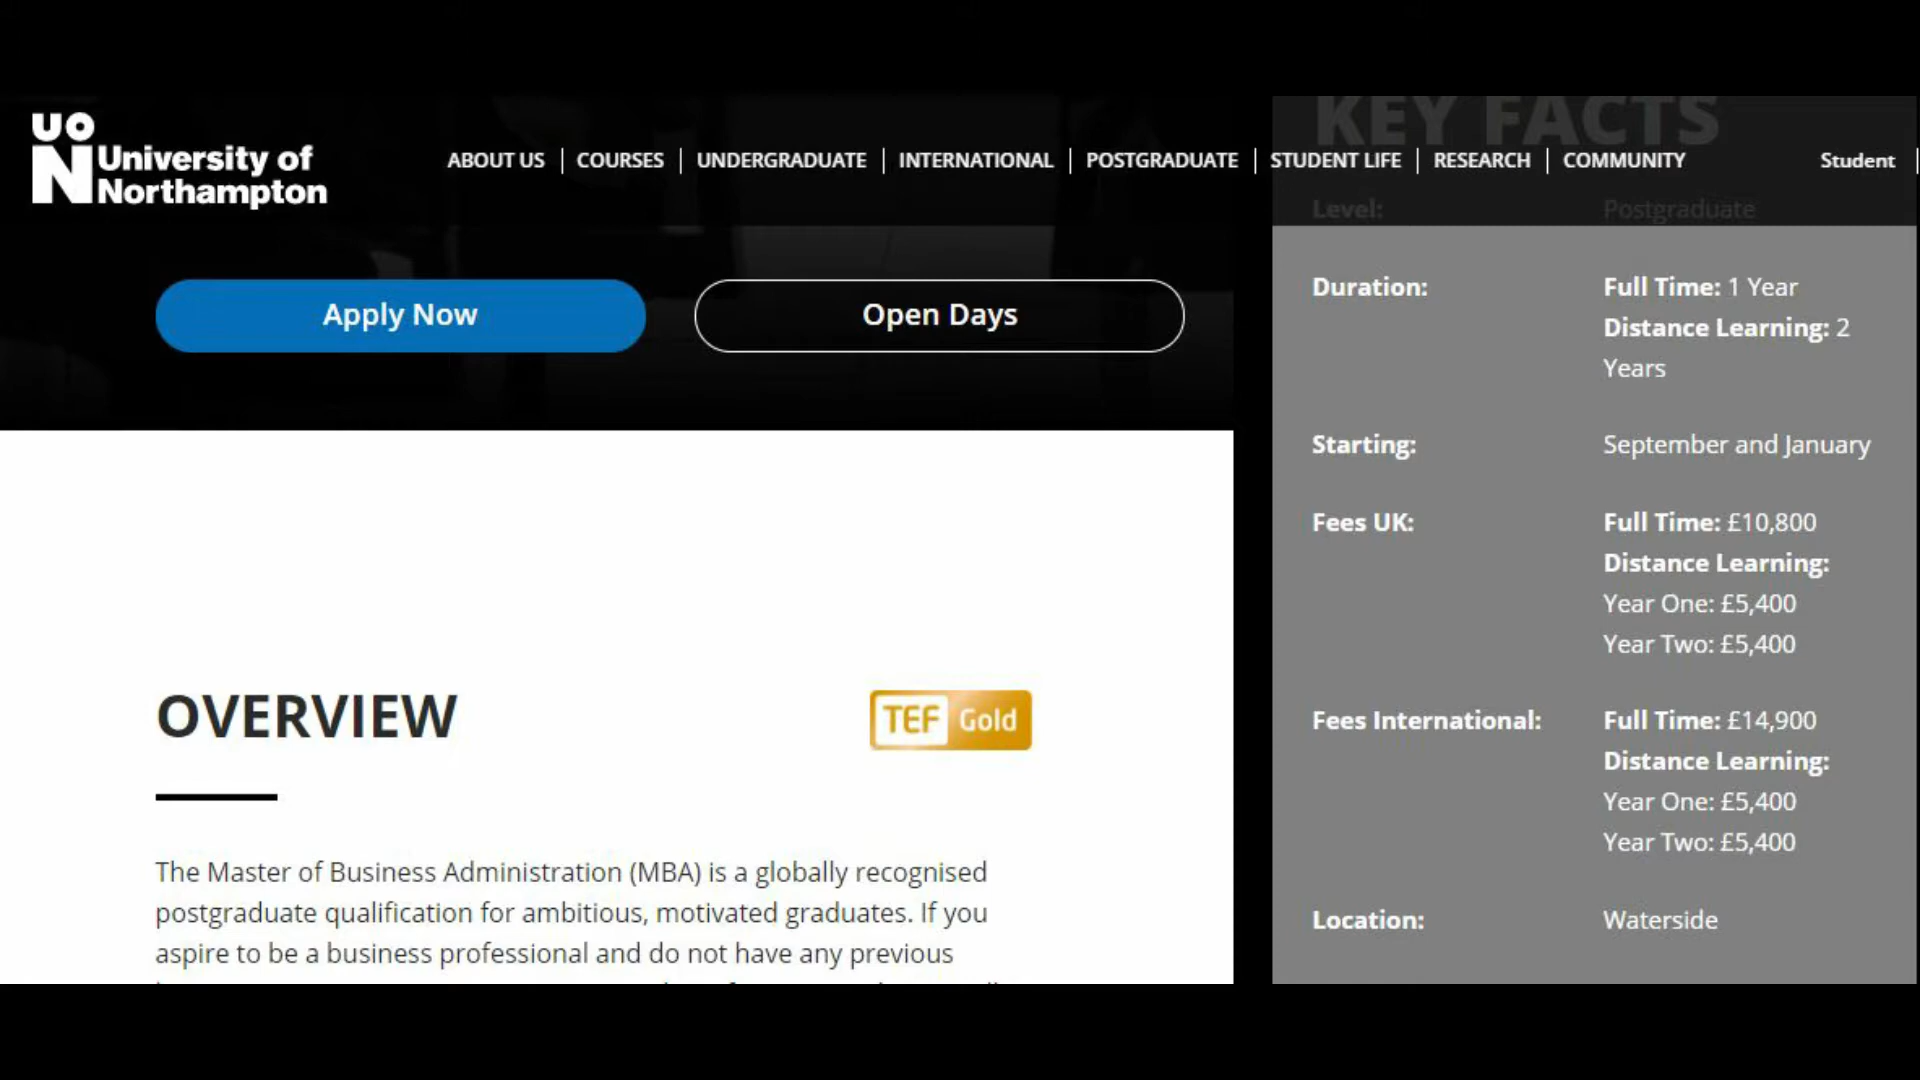 UO
N University of
Northampton
ABOUT US | COURSES | UNDERGRADUATE | INTERNATIONAL | POSTGRADUATE | STUDENT LIFE | RESEARCH | COMMUNITY
Student
Apply Now
Open Days
OVERVIEW
TEF Gold
The Master of Business Administration (MBA) is a globally recognised
postgraduate qualification for ambitious, motivated graduates. If you
aspire to be a business professional and do not have any previous
KEY FACTS
Level: Postgraduate
Duration: Full Time: 1 Year
Distance Learning: 2
Years
Starting: September and January
Fees UK: Full Time: £10,800
Distance Learning:
Year One: £5,400
Year Two: £5,400
Fees International: Full Time: £14,900
Distance Learning:
Year One: £5,400
Year Two: £5,400
Location: Waterside